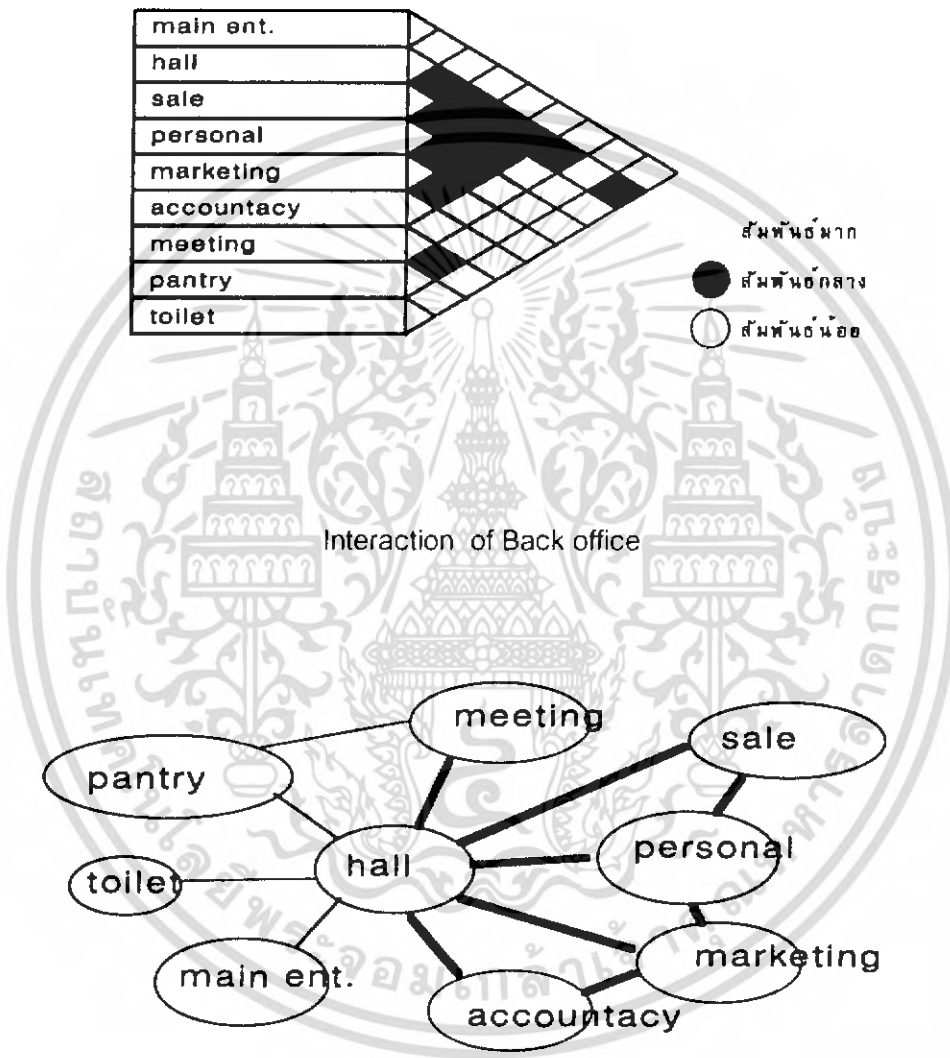 main ent.
hall
sale
personal
marketing
accountacy
meeting
pantry
toilet
สัมพันธ์มาก
สัมพันธ์กลาง
สัมพันธ์น้อย
Interaction of Back office
meeting
sale
pantry
personal
hall
toilet
marketing
main ent.
accountacy